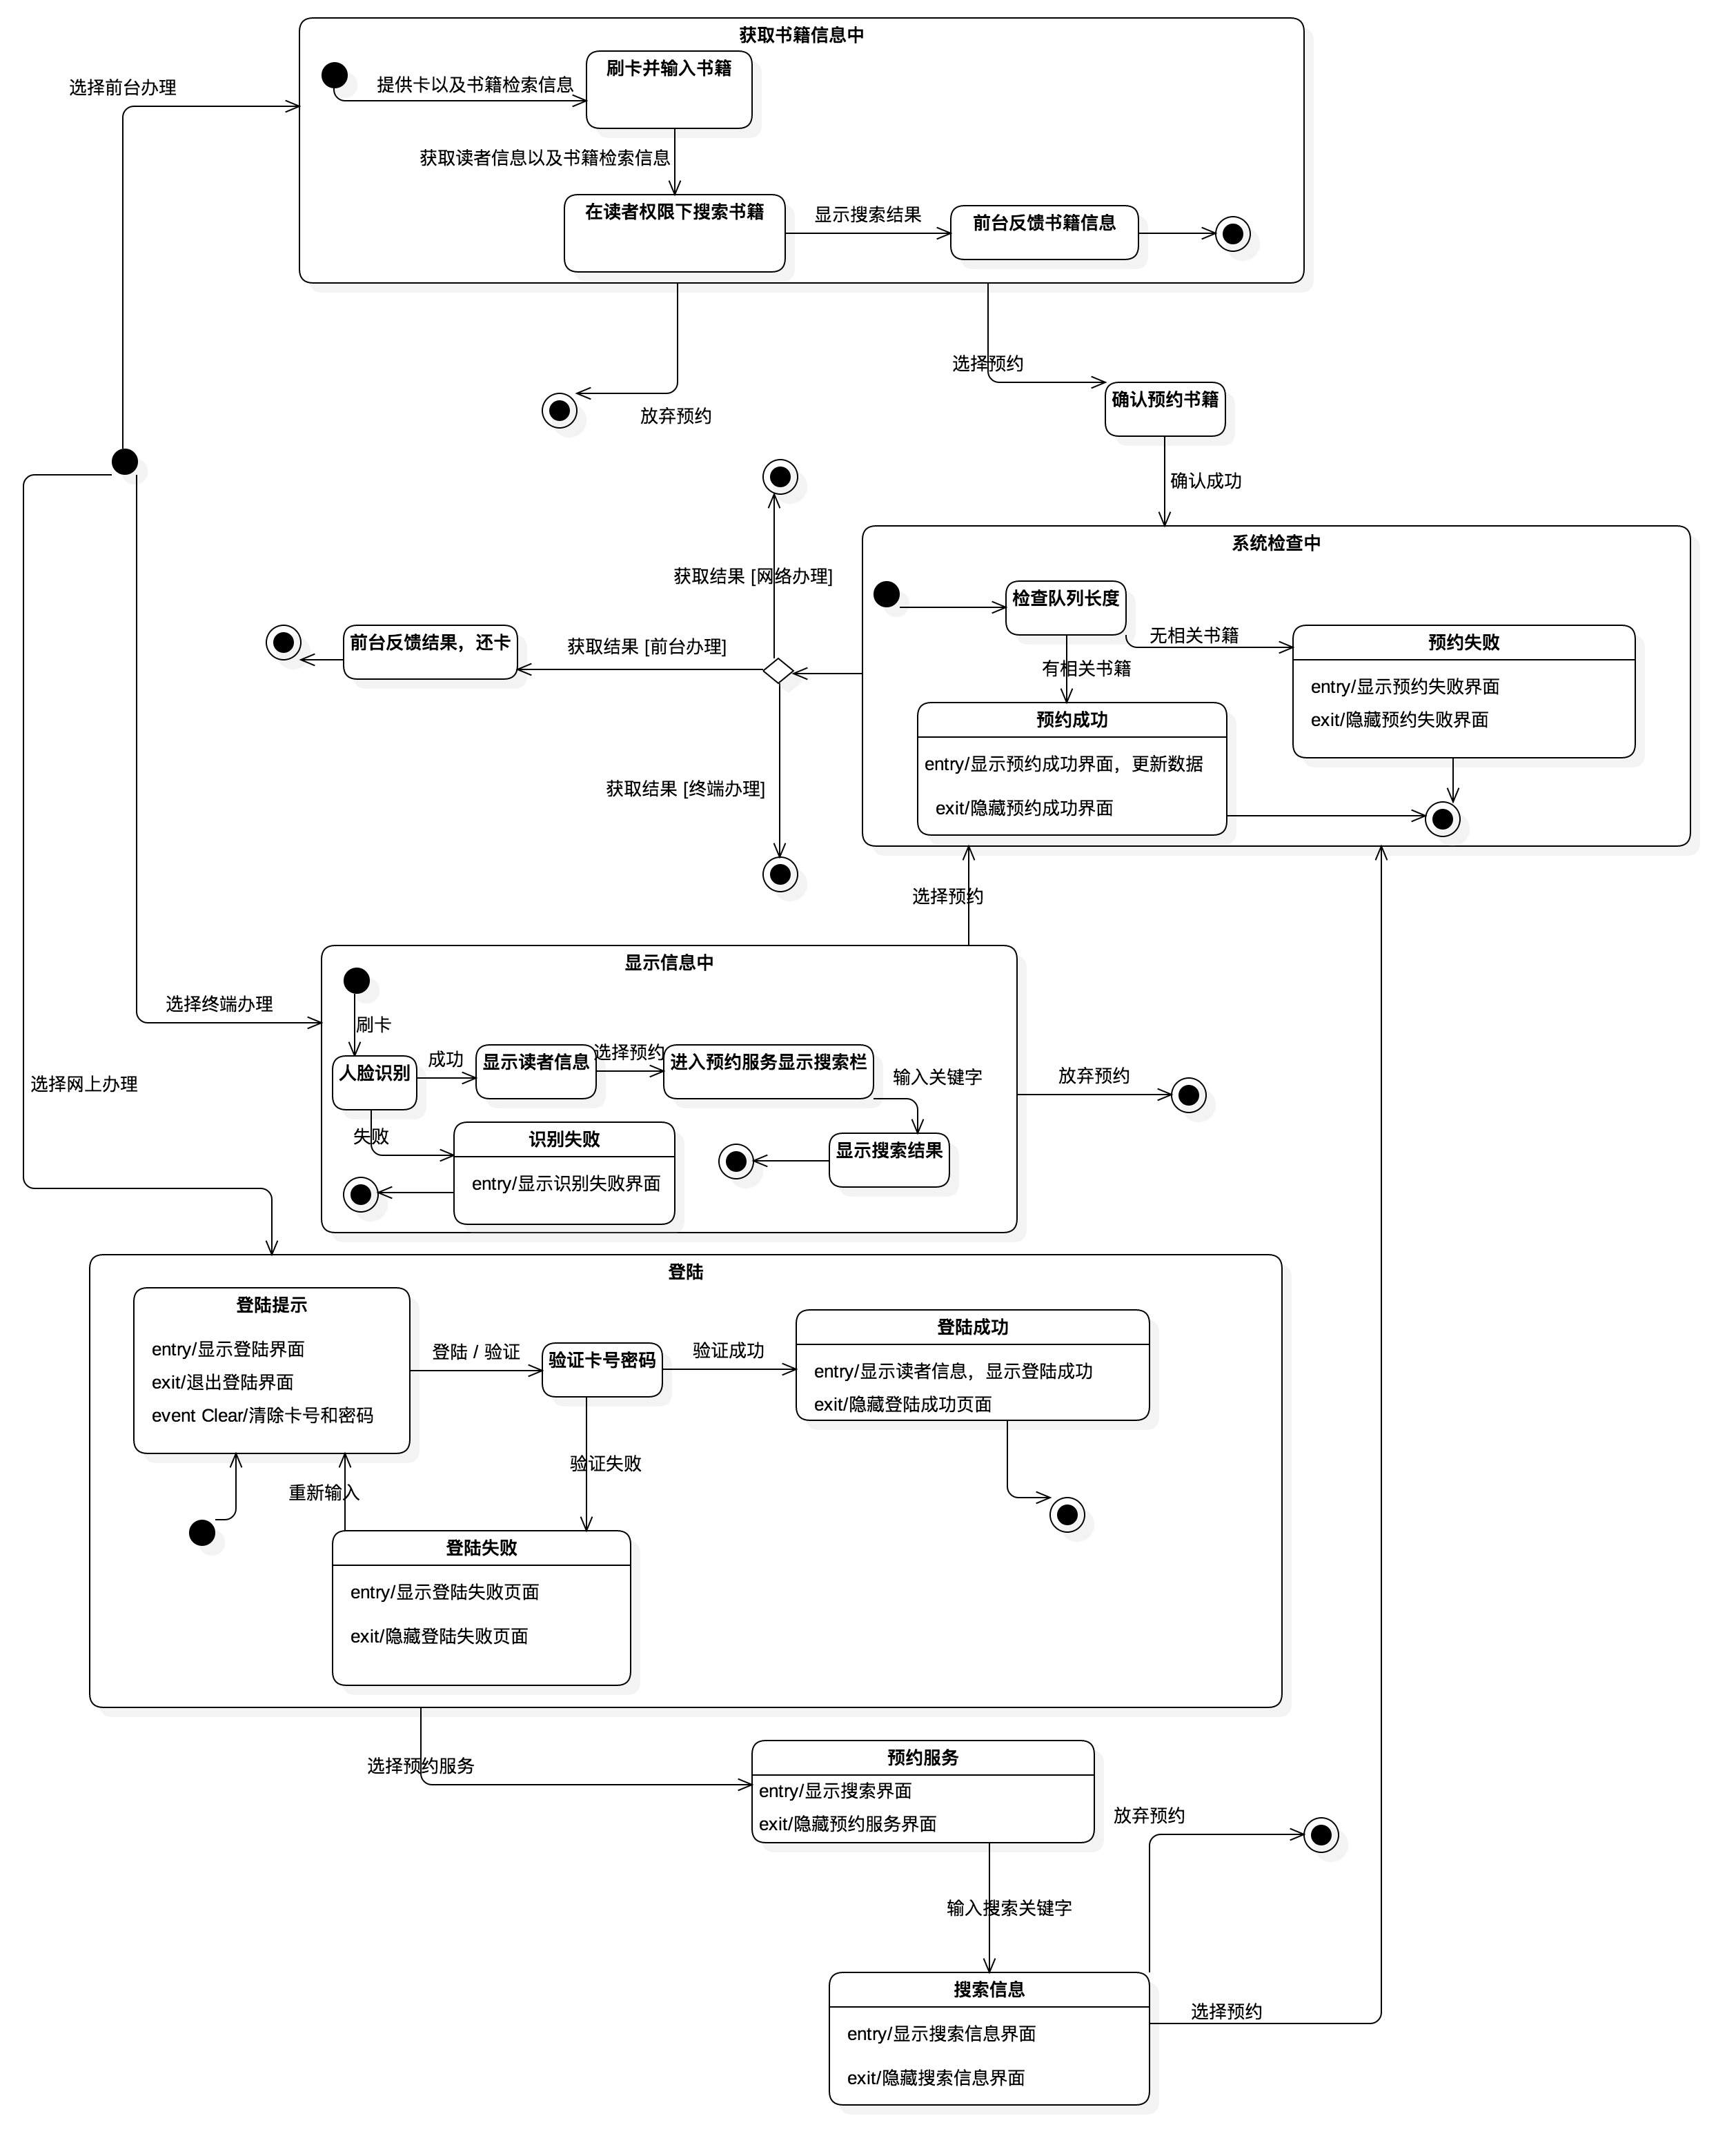 获取书籍信息中
选择前台办理
提供卡以及书籍检索信息
刷卡并输入书籍
获取读者信息以及书籍检索信息
在读者权限下搜索书籍
显示搜索结果
前台反馈书籍信息
选择预约
放弃预约
确认预约书籍
确认成功
系统检查中
获取结果 [网络办理]
检查队列长度
无相关书籍
预约失败
entry/显示预约失败界面
exit/隐藏预约失败界面
前台反馈结果，还卡
获取结果 [前台办理]
有相关书籍
预约成功
entry/显示预约成功界面，更新数据
exit/隐藏预约成功界面
获取结果 [终端办理]
选择预约
显示信息中
选择终端办理
刷卡
人脸识别
成功
显示读者信息
选择预约
进入预约服务显示搜索栏
输入关键字
放弃预约
选择网上办理
失败
识别失败
entry/显示识别失败界面
显示搜索结果
登陆
登陆提示
entry/显示登陆界面
exit/退出登陆界面
event Clear/清除卡号和密码
登陆 / 验证
验证卡号密码
验证成功
登陆成功
entry/显示读者信息，显示登陆成功
exit/隐藏登陆成功页面
验证失败
重新输入
登陆失败
entry/显示登陆失败页面
exit/隐藏登陆失败页面
选择预约服务
预约服务
entry/显示搜索界面
exit/隐藏预约服务界面
放弃预约
输入搜索关键字
搜索信息
entry/显示搜索信息界面
exit/隐藏搜索信息界面
选择预约